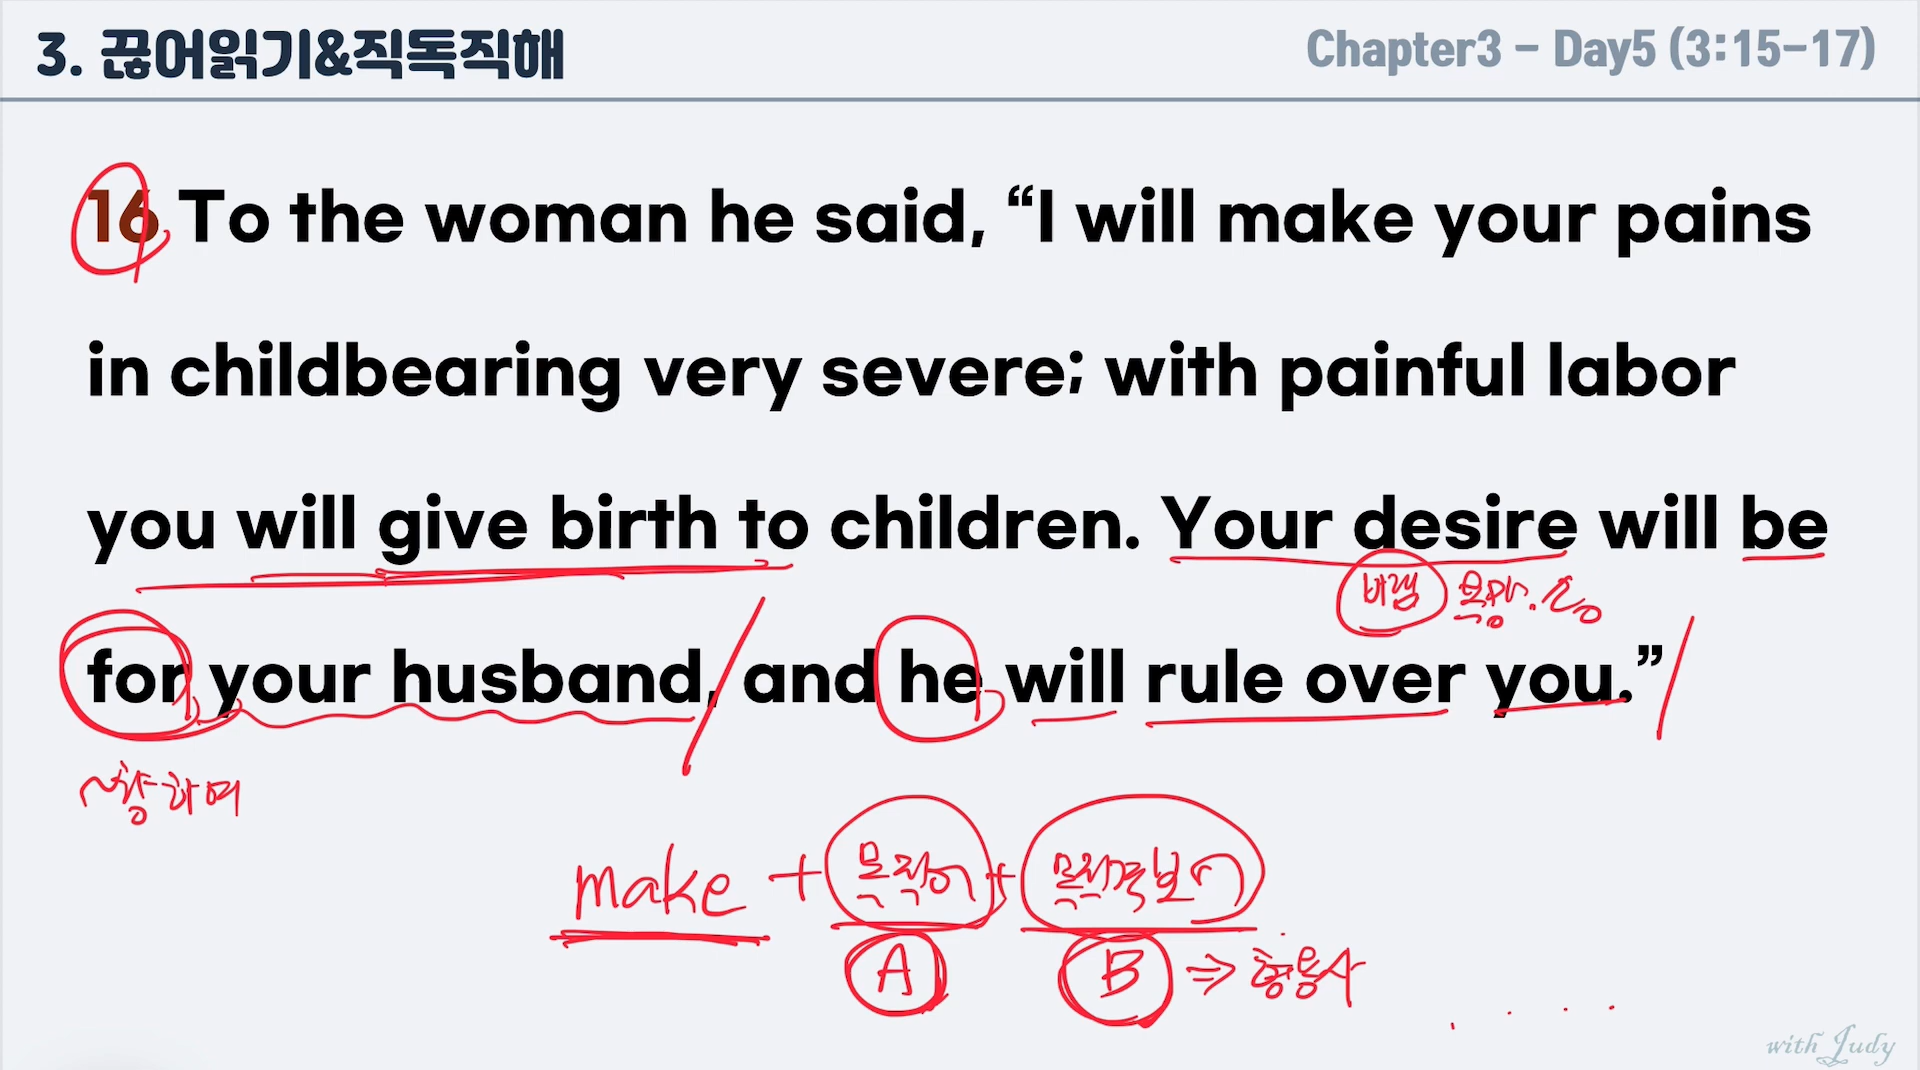 3. 끊어읽기&직독직해
Chapter3 - Day5 (3:15-17)
16 To the woman he said, “I will make your pains
in childbearing very severe; with painful labor
you will give birth to children. Your desire will be
바램
for your husband, and he will rule over you.”
~향하여
make + 목적어 + 목적격보어
A B ⇒ 형용사
with Judy